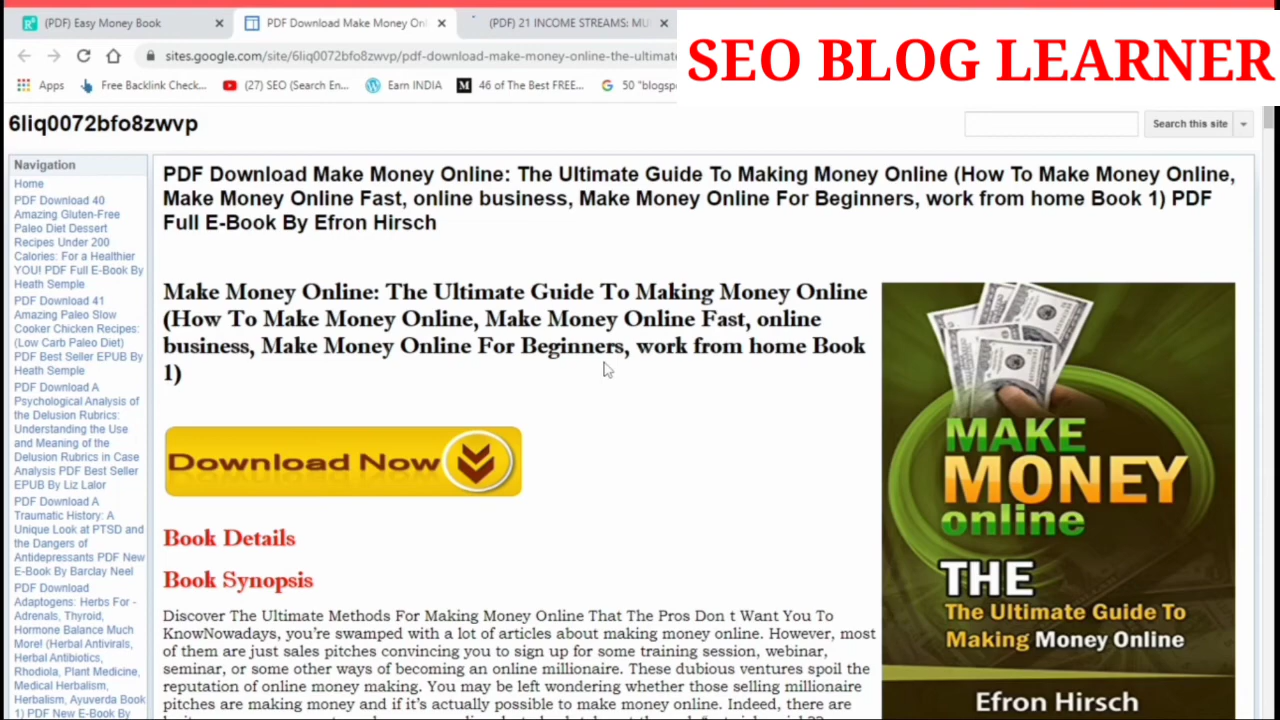 (PDF) Easy Money Book
PDF Download Make Money Onl
(PDF) 21 INCOME STREAMS: MU
SEO BLOG LEARNER
sites.google.com/site/6liq0072bfo8zwvp/pdf-download-make-money-online-the-ultimate
Apps
Free Backlink Check...
(27) SEO (Search En...
Earn INDIA
46 of The Best FREE...
50 "blogsp
6liq0072bfo8zwvp
Search this site
Navigation
Home
PDF Download 40
Amazing Gluten-Free
Paleo Diet Dessert
Recipes Under 200
Calories: For a Healthier
YOU! PDF Full E-Book By
Heath Semple
PDF Download 41
Amazing Paleo Slow
Cooker Chicken Recipes:
(Low Carb Paleo Diet)
PDF Best Seller EPUB By
Heath Semple
PDF Download A
Psychological Analysis of
the Delusion Rubrics:
Understanding the Use
and Meaning of the
Delusion Rubrics in Case
Analysis PDF Best Seller
EPUB By Liz Lalor
PDF Download A
Traumatic History: A
Unique Look at PTSD and
the Dangers of
Antidepressants PDF New
E-Book By Barclay Neel
PDF Download
Adaptogens: Herbs For -
Adrenals, Thyroid,
Hormone Balance Much
More! (Herbal Antivirals,
Herbal Antibiotics,
Rhodiola, Plant Medicine,
Medical Herbalism,
Herbalism, Ayuverda Book
1) PDF New E-Book By
PDF Download Make Money Online: The Ultimate Guide To Making Money Online (How To Make Money Online,
Make Money Online Fast, online business, Make Money Online For Beginners, work from home Book 1) PDF
Full E-Book By Efron Hirsch
Make Money Online: The Ultimate Guide To Making Money Online
(How To Make Money Online, Make Money Online Fast, online
business, Make Money Online For Beginners, work from home Book
1)
Download Now
Book Details
Book Synopsis
Discover The Ultimate Methods For Making Money Online That The Pros Don t Want You To
KnowNowadays, you're swamped with a lot of articles about making money online. However, most
of them are just sales pitches convincing you to sign up for some training session, webinar,
seminar, or some other ways of becoming an online millionaire. These dubious ventures spoil the
reputation of online money making. You may be left wondering whether those selling millionaire
pitches are making money and if it's actually possible to make money online. Indeed, there are
MAKE
MONEY
online
THE
The Ultimate Guide To
Making Money Online
Efron Hirsch